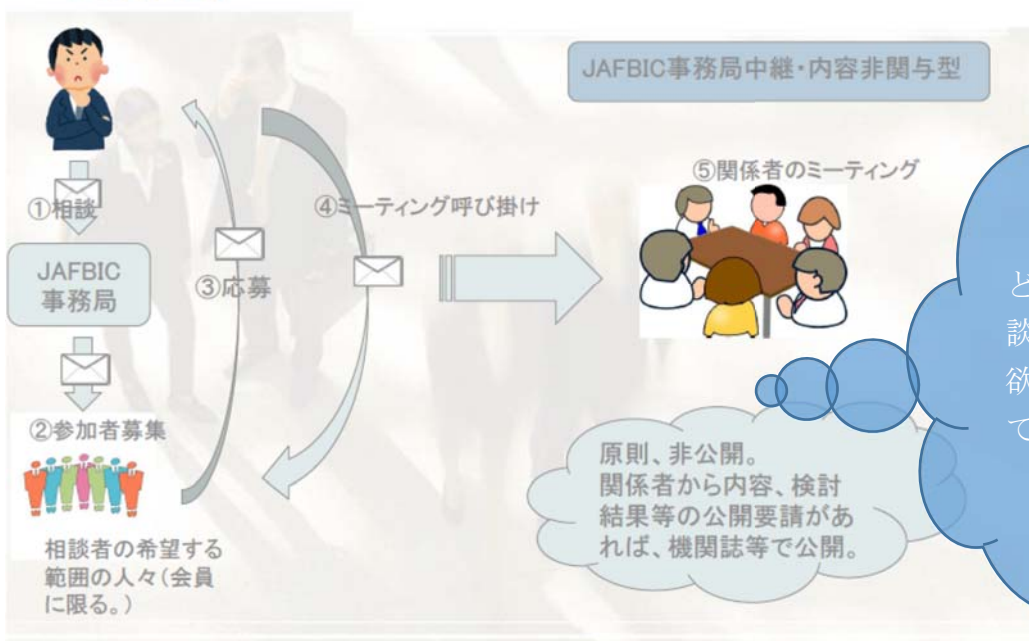 JAFBIC事務局中継・内容非関与型
①相談
JAFBIC
事務局
②参加者募集
相談者の希望する
範囲の人々(会員
に限る。)
③応募
④ミーティング呼び掛け
⑤関係者のミーティング
原則、非公開。
関係者から内容、検討
結果等の公開要請があ
れば、機関誌等で公開。
ど
談
欲
て